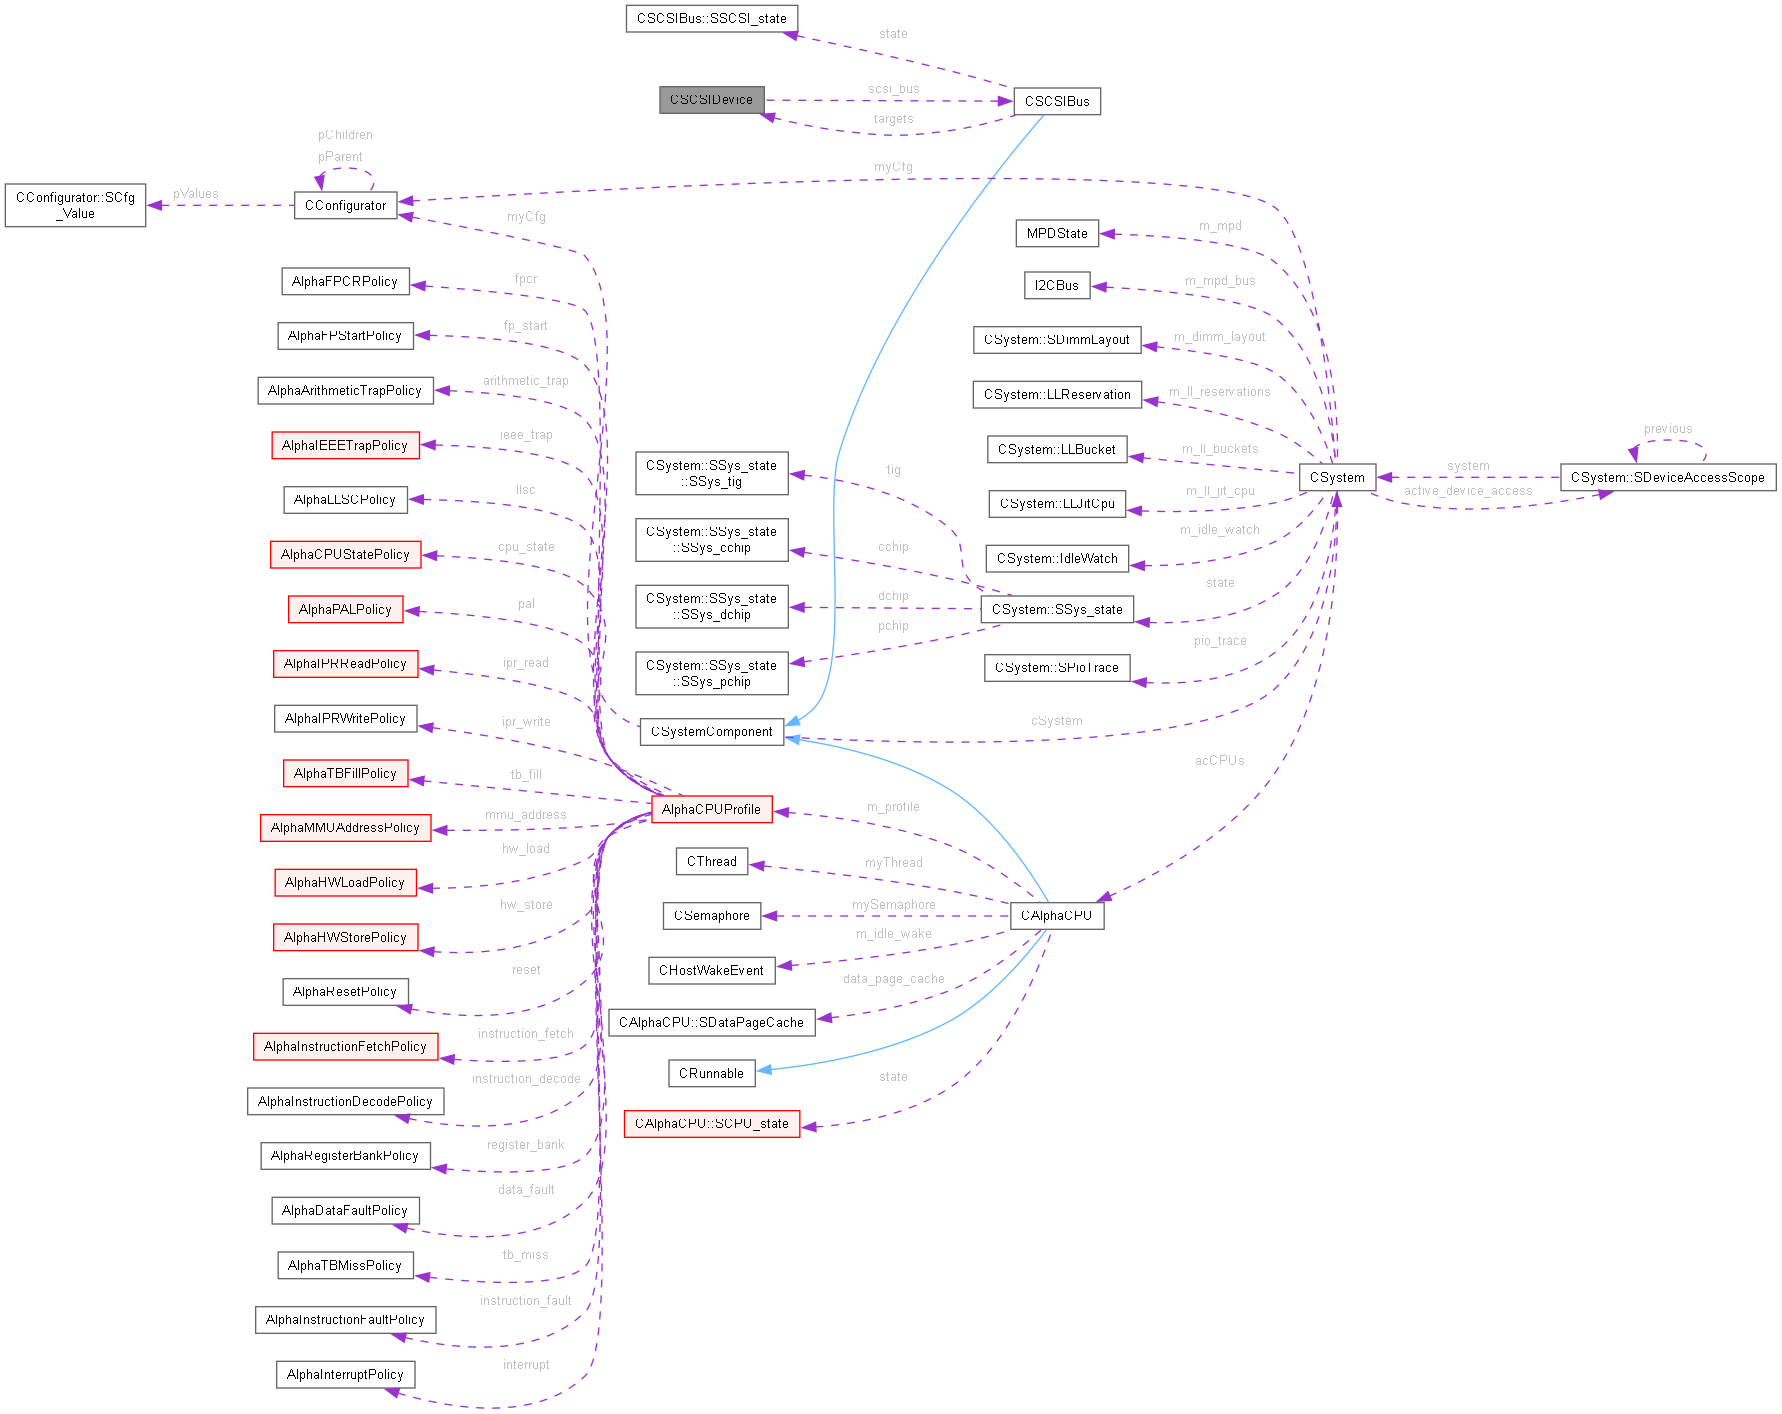 CSCSIBus::SSCSI_state
state
CSCSIDevice
scsi_bus
CSCSIBus
targets
pChildren
pParent
CConfigurator::SCfg
_Value
pValues
CConfigurator
myCfg
myCfg
AlphaFPCRPolicy
fpcr
AlphaFPStartPolicy
fp_start
AlphaArithmeticTrapPolicy
arithmetic_trap
AlphaIEEETrapPolicy
ieee_trap
AlphaLLSCPolicy
llsc
AlphaCPUStatePolicy
cpu_state
AlphaPALPolicy
pal
AlphaIPRReadPolicy
ipr_read
AlphaIPRWritePolicy
ipr_write
AlphaTBFillPolicy
tb_fill
AlphaMMUAddressPolicy
mmu_address
AlphaHWLoadPolicy
hw_load
AlphaHWStorePolicy
hw_store
AlphaResetPolicy
reset
AlphaInstructionFetchPolicy
instruction_fetch
AlphaInstructionDecodePolicy
instruction_decode
AlphaRegisterBankPolicy
register_bank
AlphaDataFaultPolicy
data_fault
AlphaTBMissPolicy
tb_miss
AlphaInstructionFaultPolicy
instruction_fault
AlphaInterruptPolicy
interrupt
MPDState
m_mpd
I2CBus
m_mpd_bus
CSystem::SDimmLayout
m_dimm_layout
CSystem::LLReservation
m_ll_reservations
CSystem::LLBucket
m_ll_buckets
CSystem::LLJitCpu
m_ll_jit_cpu
CSystem::IdleWatch
m_idle_watch
CSystem::SSys_state
state
CSystem::SPioTrace
pio_trace
CSystem
system
active_device_access
previous
CSystem::SDeviceAccessScope
CSystem::SSys_state
::SSys_tig
tig
CSystem::SSys_state
::SSys_cchip
cchip
CSystem::SSys_state
::SSys_dchip
dchip
CSystem::SSys_state
::SSys_pchip
pchip
CSystemComponent
cSystem
acCPUs
AlphaCPUProfile
m_profile
CThread
myThread
CSemaphore
mySemaphore
CAlphaCPU
CHostWakeEvent
m_idle_wake
CAlphaCPU::SDataPageCache
data_page_cache
CRunnable
CAlphaCPU::SCPU_state
state